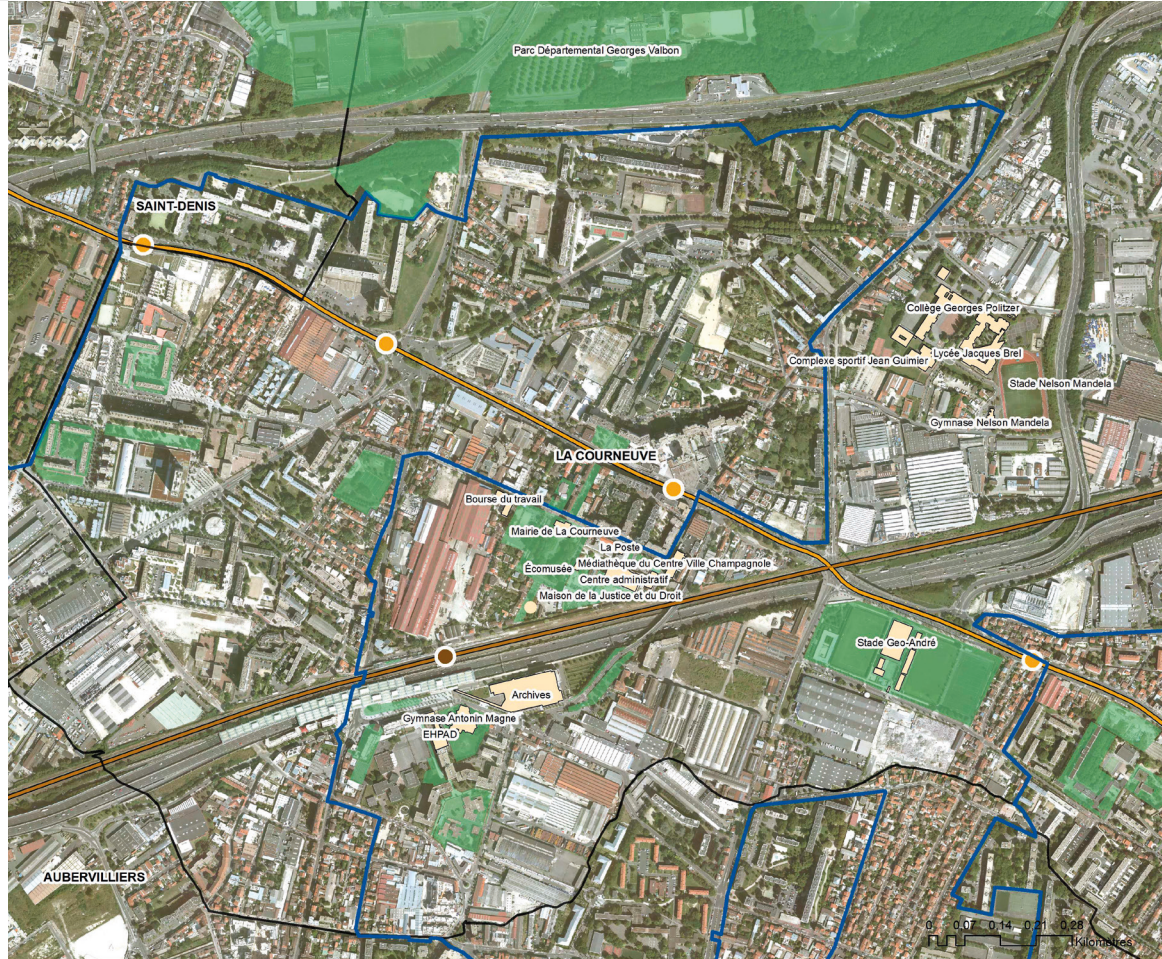 Parc Départemental Georges Valbon
SAINT-DENIS
Collège Georges Politzer
Lycée Jacques Brel
Complexe sportif Jean Guimier
Stade Nelson Mandela
Gymnase Nelson Mandela
LA COURNEUVE
Bourse du travail
Mairie de La Courneuve
La Poste
Médiathèque du Centre Ville Champagnole
Écomusée
Centre administratif
Maison de la Justice et du Droit
Stade Geo-André
Archives
Gymnase Antonin Magne
EHPAD
AUBERVILLIERS
0 0,07 0,14 0,21 0,28
Kilomètres